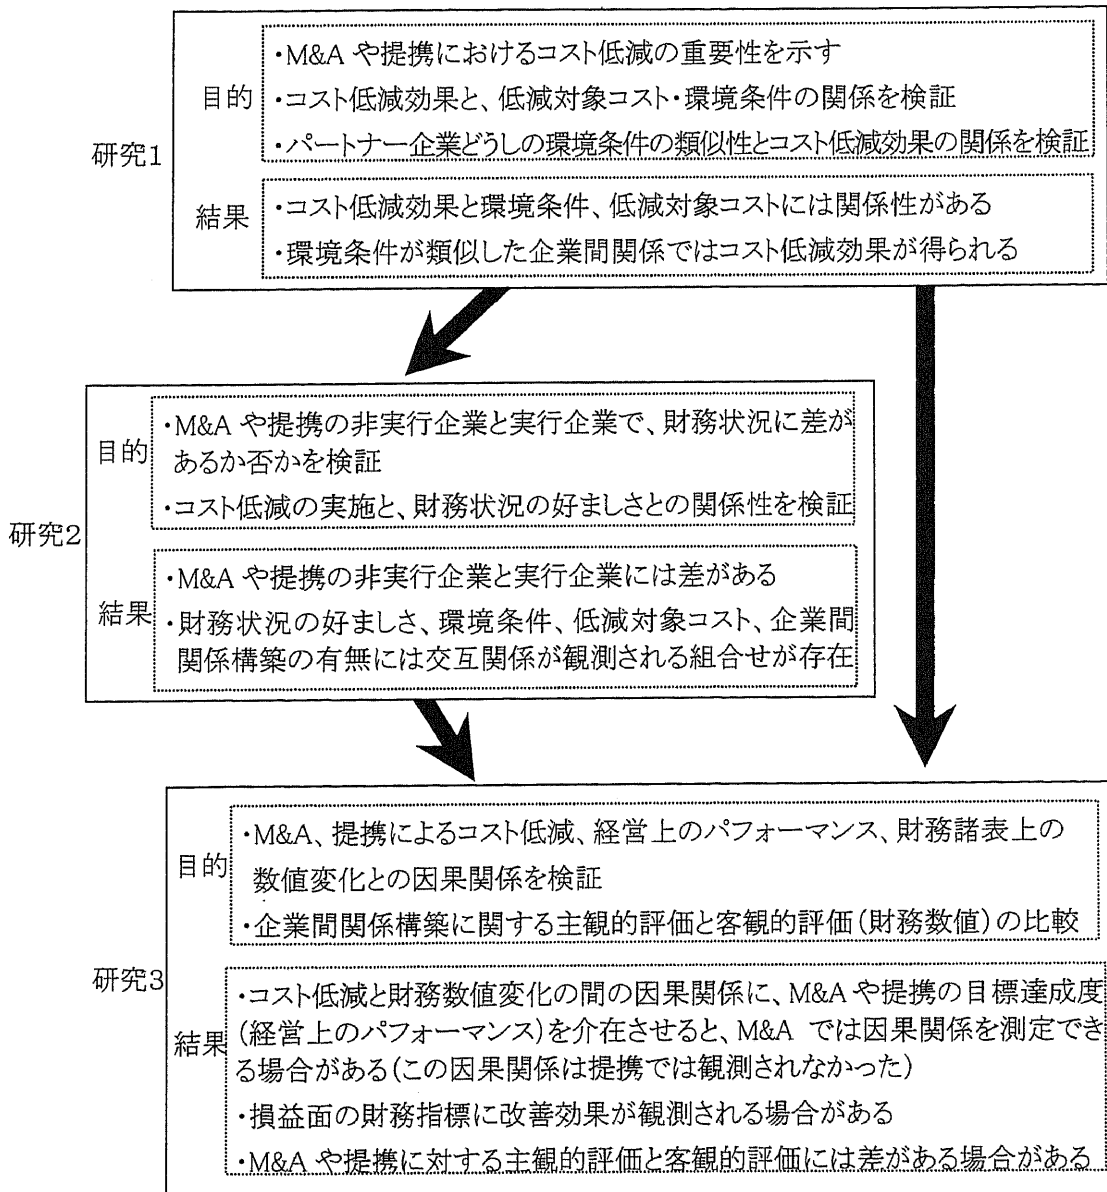 研究1
目的
・M&Aや提携におけるコスト低減の重要性を示す
・コスト低減効果と、低減対象コスト・環境条件の関係を検証
・パートナー企業どうしの環境条件の類似性とコスト低減効果の関係を検証
結果
・コスト低減効果と環境条件、低減対象コストには関係性がある
・環境条件が類似した企業間関係ではコスト低減効果が得られる
研究2
目的
・M&Aや提携の非実行企業と実行企業で、財務状況に差が
あるか否かを検証
・コスト低減の実施と、財務状況の好ましさとの関係性を検証
結果
・M&Aや提携の非実行企業と実行企業には差がある
・財務状況の好ましさ、環境条件、低減対象コスト、企業間
関係構築の有無には交互関係が観測される組合せが存在
研究3
目的
・M&A、提携によるコスト低減、経営上のパフォーマンス、財務諸表上の
数値変化との因果関係を検証
・企業間関係構築に関する主観的評価と客観的評価(財務数値)の比較
結果
・コスト低減と財務数値変化の間の因果関係に、M&Aや提携の目標達成度
(経営上のパフォーマンス)を介在させると、M&Aでは因果関係を測定でき
る場合がある(この因果関係は提携では観測されなかった)
・損益面の財務指標に改善効果が観測される場合がある
・M&Aや提携に対する主観的評価と客観的評価には差がある場合がある